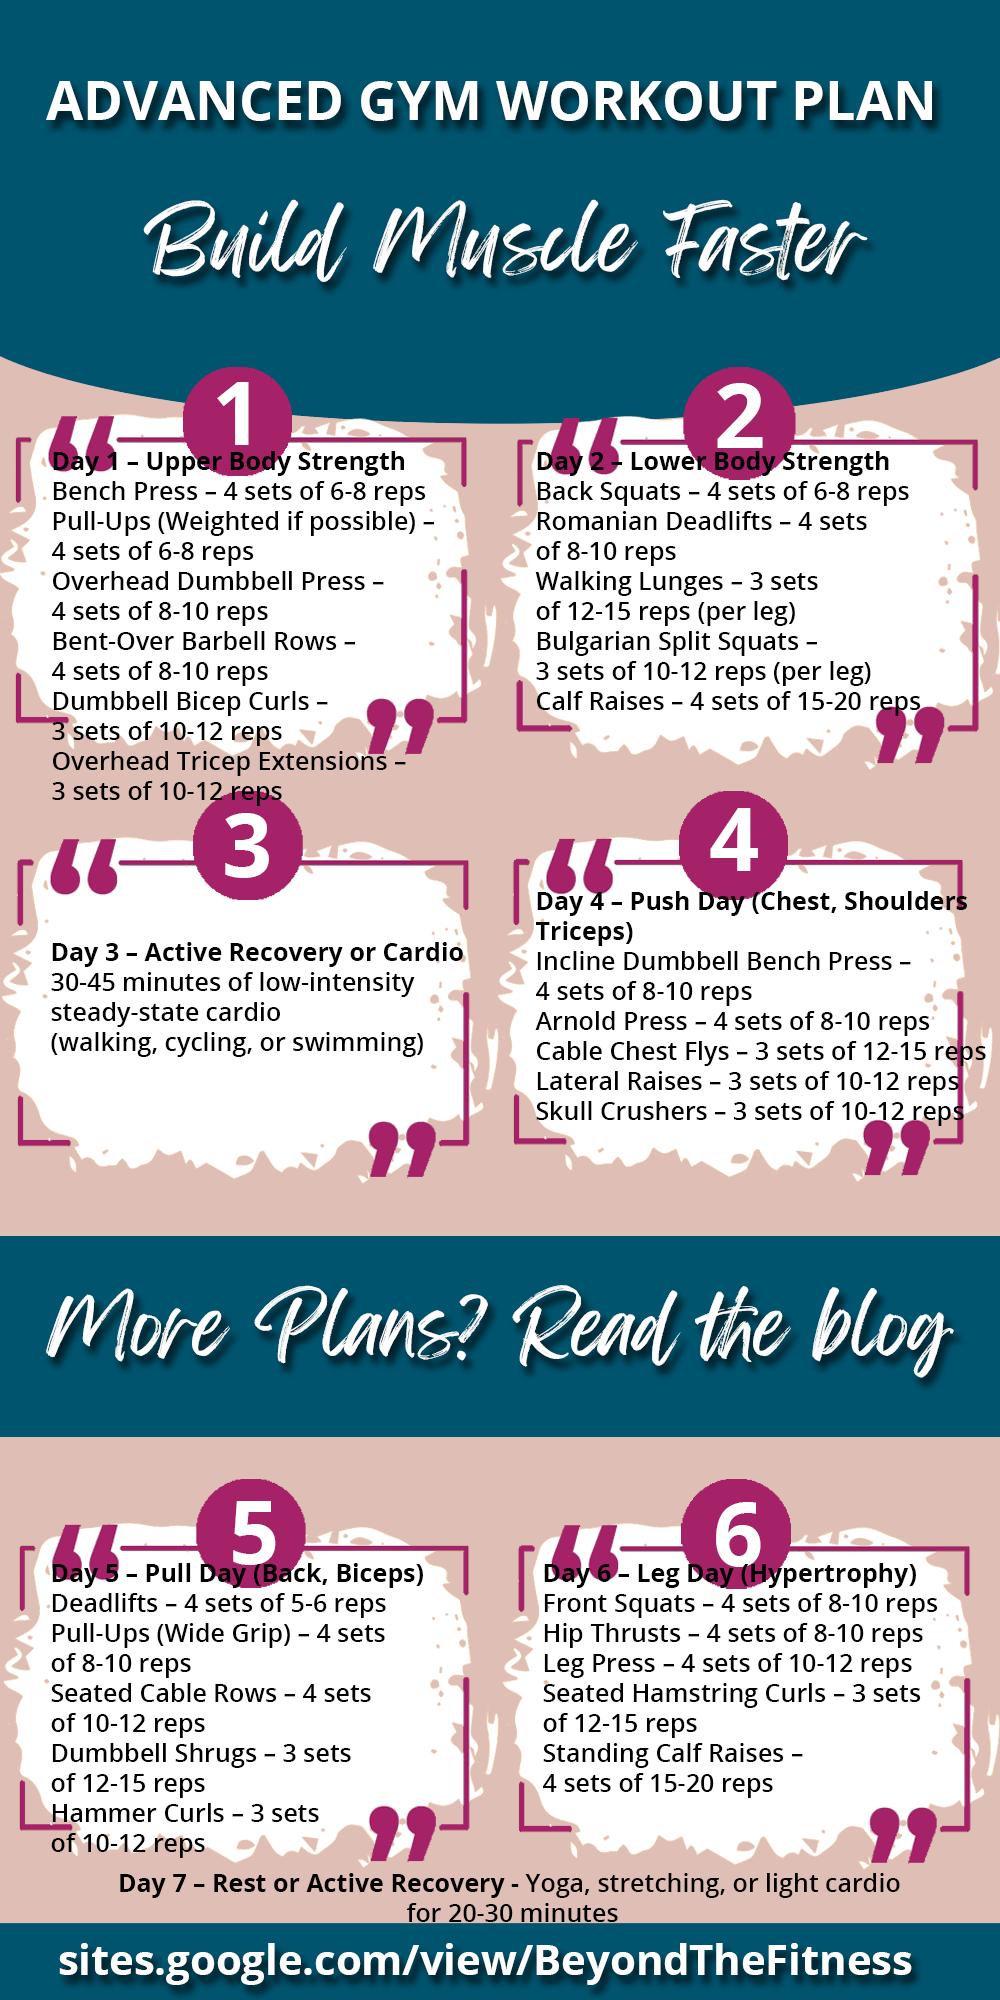 ADVANCED GYM WORKOUT PLAN
Build Muscle Faster
1
Day 1 – Upper Body Strength
Bench Press – 4 sets of 6-8 reps
Pull-Ups (Weighted if possible) –
4 sets of 6-8 reps
Overhead Dumbbell Press –
4 sets of 8-10 reps
Bent-Over Barbell Rows –
4 sets of 8-10 reps
Dumbbell Bicep Curls –
3 sets of 10-12 reps
Overhead Tricep Extensions –
3 sets of 10-12 reps
2
Day 2 – Lower Body Strength
Back Squats – 4 sets of 6-8 reps
Romanian Deadlifts – 4 sets
of 8-10 reps
Walking Lunges – 3 sets
of 12-15 reps (per leg)
Bulgarian Split Squats –
3 sets of 10-12 reps (per leg)
Calf Raises – 4 sets of 15-20 reps
3
Day 3 – Active Recovery or Cardio
30-45 minutes of low-intensity
steady-state cardio
(walking, cycling, or swimming)
4
Day 4 – Push Day (Chest, Shoulders
Triceps)
Incline Dumbbell Bench Press –
4 sets of 8-10 reps
Arnold Press – 4 sets of 8-10 reps
Cable Chest Flys – 3 sets of 12-15 reps
Lateral Raises – 3 sets of 10-12 reps
Skull Crushers – 3 sets of 10-12 reps
More Plans? Read the blog
5
Day 5 – Pull Day (Back, Biceps)
Deadlifts – 4 sets of 5-6 reps
Pull-Ups (Wide Grip) – 4 sets
of 8-10 reps
Seated Cable Rows – 4 sets
of 10-12 reps
Dumbbell Shrugs – 3 sets
of 12-15 reps
Hammer Curls – 3 sets
of 10-12 reps
6
Day 6 – Leg Day (Hypertrophy)
Front Squats – 4 sets of 8-10 reps
Hip Thrusts – 4 sets of 8-10 reps
Leg Press – 4 sets of 10-12 reps
Seated Hamstring Curls – 3 sets
of 12-15 reps
Standing Calf Raises –
4 sets of 15-20 reps
Day 7 – Rest or Active Recovery - Yoga, stretching, or light cardio
for 20-30 minutes
sites.google.com/view/BeyondTheFitness